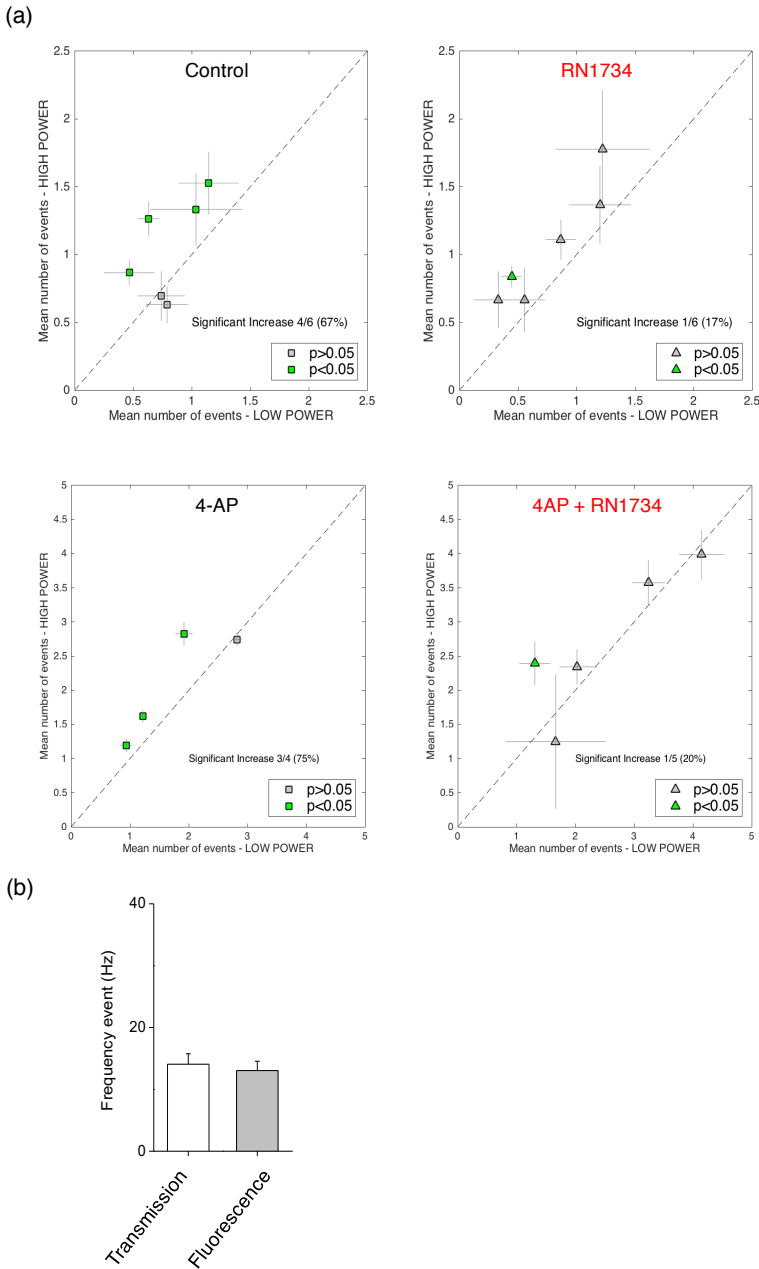 (a)
Control
Mean number of events - HIGH POWER
2.5
2
1.5
1
0.5
0
0
0.5
1
1.5
2
2.5
Significant Increase 4/6 (67%)
p>0.05
p<0.05
Mean number of events - LOW POWER
RN1734
Mean number of events - HIGH POWER
2.5
2
1.5
1
0.5
0
0
0.5
1
1.5
2
2.5
Significant Increase 1/6 (17%)
p>0.05
p<0.05
Mean number of events - LOW POWER
4-AP
Mean number of events - HIGH POWER
5
4.5
4
3.5
3
2.5
2
1.5
1
0.5
0
0
1
2
3
4
5
Significant Increase 3/4 (75%)
p>0.05
p<0.05
Mean number of events - LOW POWER
4AP + RN1734
Mean number of events - HIGH POWER
5
4.5
4
3.5
3
2.5
2
1.5
1
0.5
0
0
1
2
3
4
5
Significant Increase 1/5 (20%)
p>0.05
p<0.05
Mean number of events - LOW POWER
(b)
Frequency event (Hz)
40
20
0
Transmission
Fluorescence